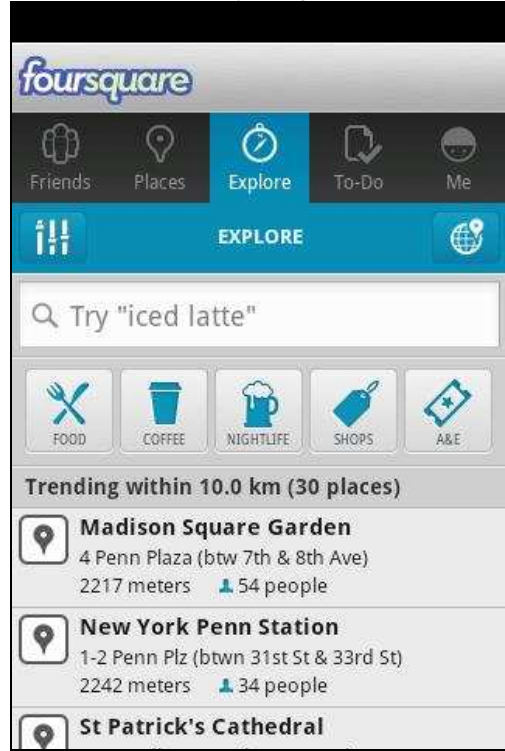 foursquare
Friends Places Explore To-Do Me
EXPLORE
Try "iced latte"
FOOD COFFEE NIGHTLIFE SHOPS A&E
Trending within 10.0 km (30 places)
Madison Square Garden
4 Penn Plaza (btw 7th & 8th Ave)
2217 meters 54 people
New York Penn Station
1-2 Penn Plz (btwn 31st St & 33rd St)
2242 meters 34 people
St Patrick's Cathedral